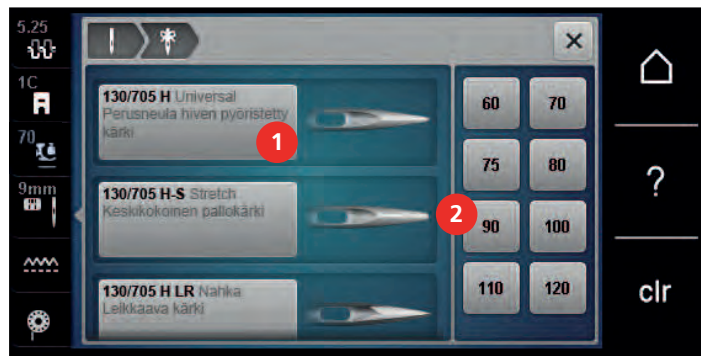 5.25
1C
70
9mm
130/705 H Universal
Perusneula hiven pyöristetty
kärki
1
130/705 H-S Stretch
Keskikokoinen pallokärki
2
130/705 H LR Nahka
Leikkaava kärki
60 70
75 80
90 100
110 120
?
clr